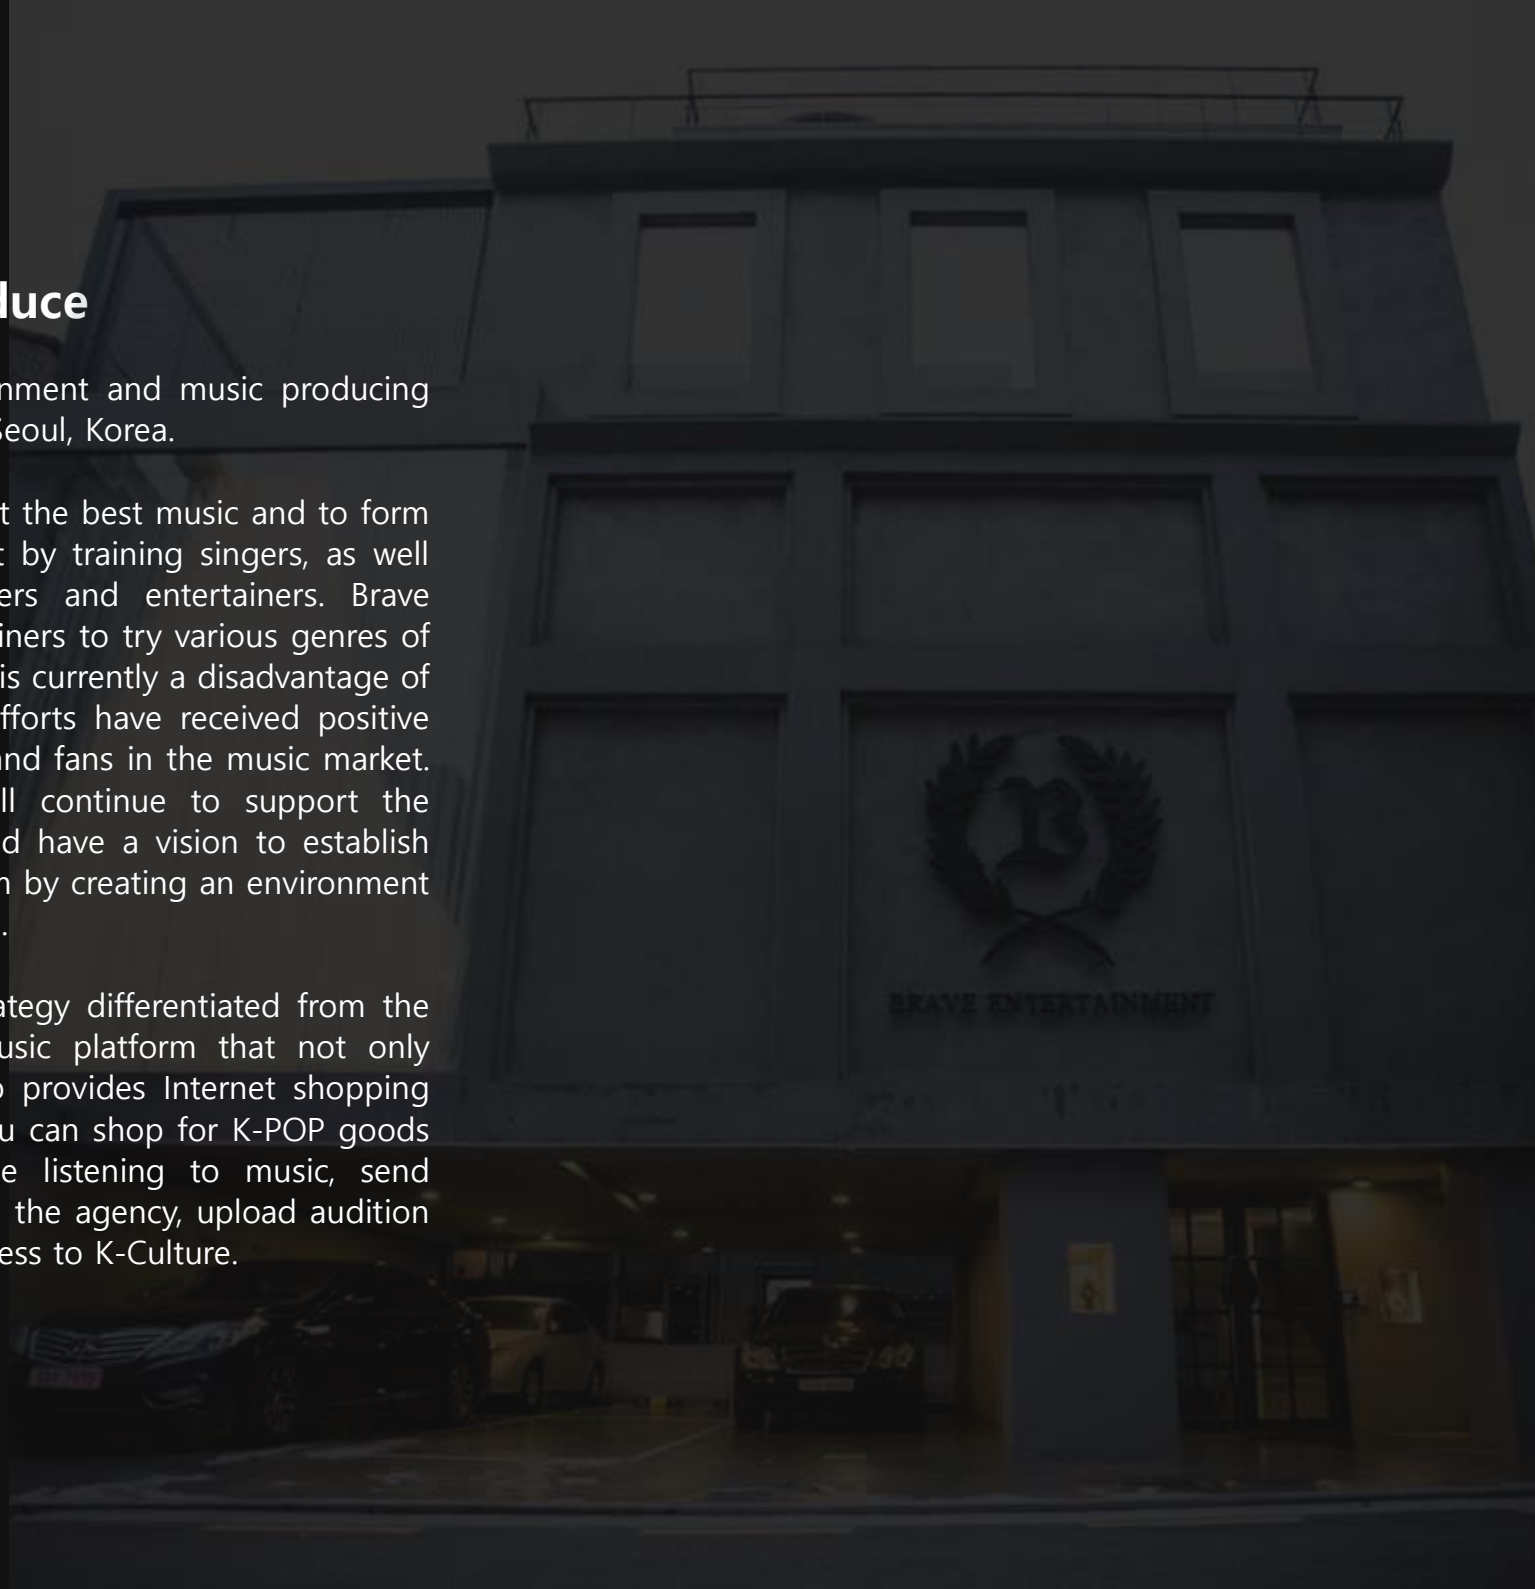 duce
nment and music producing
Seoul, Korea.
t the best music and to form
t by training singers, as well
ers and entertainers. Brave
iners to try various genres of
is currently a disadvantage of
fforts have received positive
and fans in the music market.
ll continue to support the
d have a vision to establish
n by creating an environment
.
ategy differentiated from the
usic platform that not only
o provides Internet shopping
u can shop for K-POP goods
e listening to music, send
the agency, upload audition
ess to K-Culture.
B
BRAVE ENTERTAINMENT